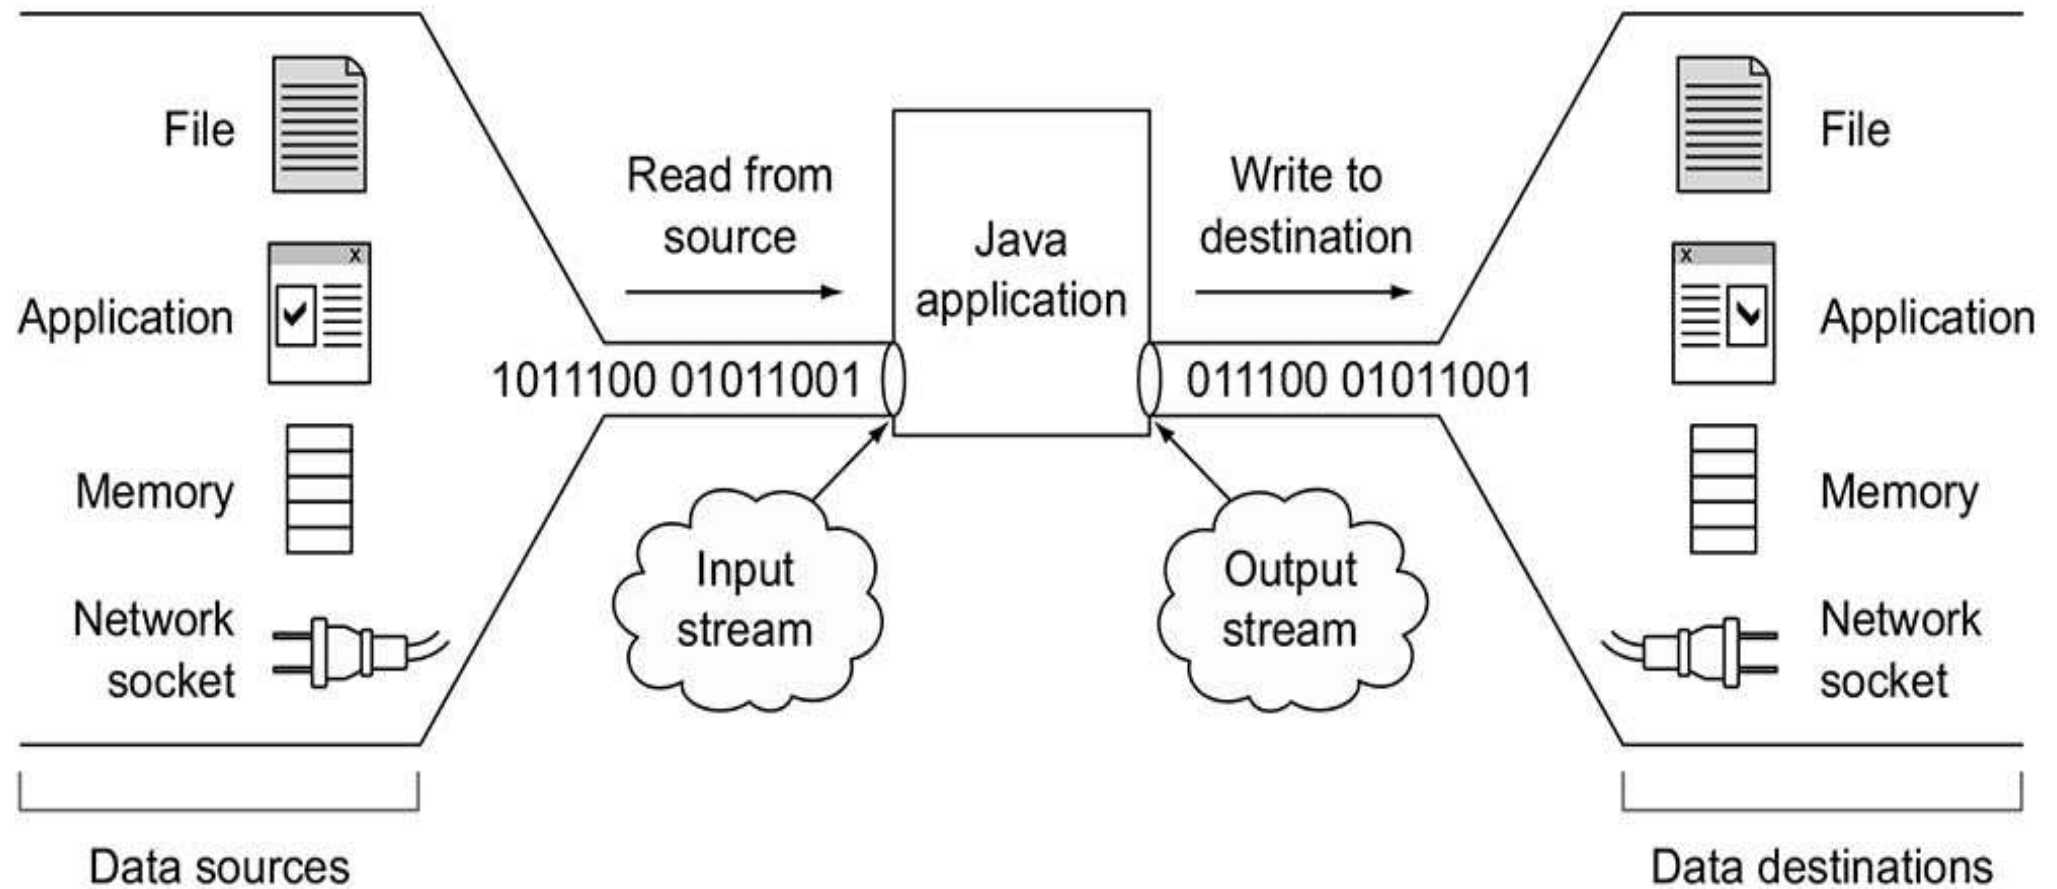 File
Application
Memory
Network
socket
Data sources
Read from
source
1011100 01011001
Input
stream
Java
application
Write to
destination
011100 01011001
Output
stream
X
X
File
Application
Memory
Network
socket
Data destinations